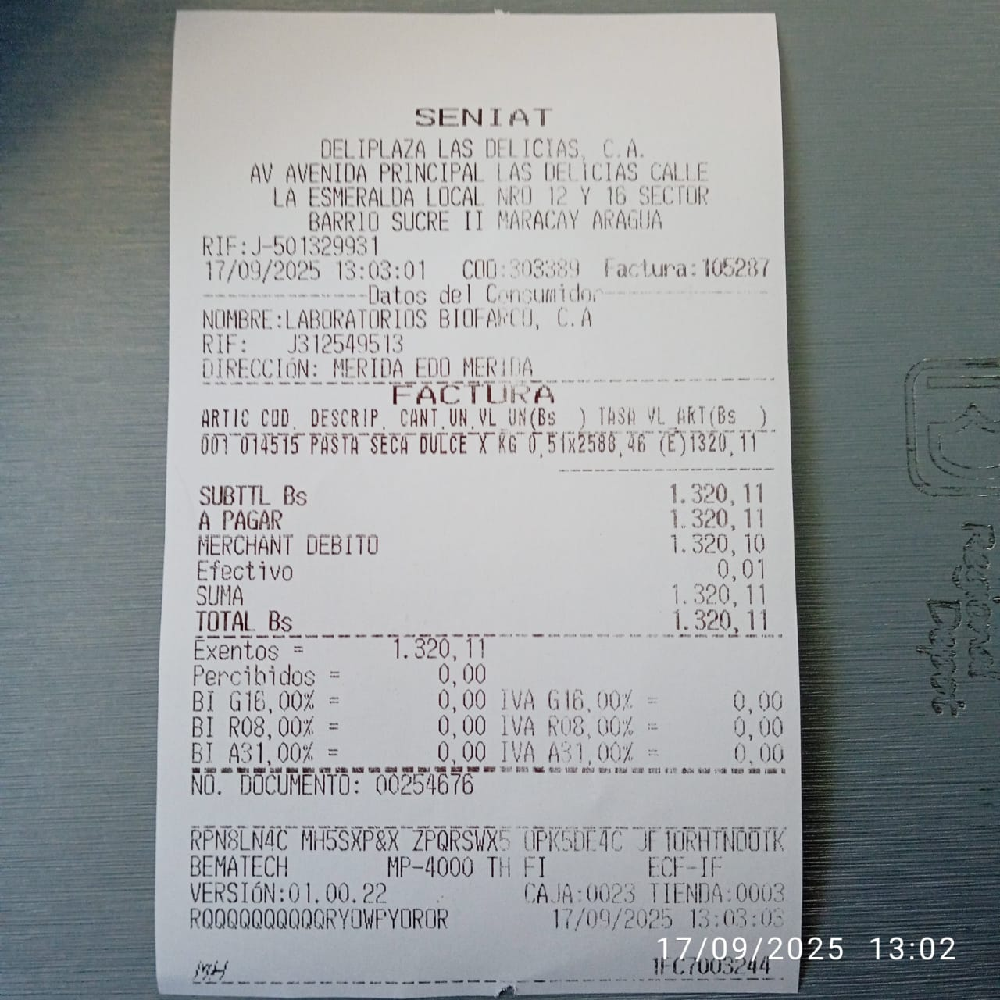 SENIAT
DELIPLAZA LAS DELICIAS, C.A.
AV AVENIDA PRINCIPAL LAS DELICIAS CALLE
LA ESMERALDA LOCAL NRO 12 Y 16 SECTOR
BARRIO SUCRE II MARACAY ARAGUA
RIF:J-501329931
17/09/2025 13:03:01 COO:303389 Factura:105287
Datos del Consumidor
NOMBRE:LABORATORIOS BIOFARCO, C.A
RIF: J312549513
DIRECCIÓN: MERIDA EDO MERIDA
FACTURA
ARTIC COD. DESCRIP. CANT.UN.VL UN(Bs ) TASA VL ART(Bs )
001 014515 PASTA SECA DULCE X KG 0,51x2588,46 (E)1320,11
SUBTTL Bs 1.320,11
A PAGAR 1.320,11
MERCHANT DEBITO 1.320,10
Efectivo 0,01
SUMA 1.320,11
TOTAL Bs 1.320,11
Exentos = 1.320,11
Percibidos = 0,00
BI G16,00% = 0,00 IVA G16,00% = 0,00
BI R08,00% = 0,00 IVA R08,00% = 0,00
BI A31,00% = 0,00 IVA A31,00% = 0,00
NO. DOCUMENTO: 00254676
RPN8LN4C MH5SXP&X ZPQRSWX5
BEMATECH MP-4000 TH FI ECF-IF
VERSIÓN:01.00.22 CAJA:0023 TIENDA:0003
RQQQQQQQQQQRYOWPYOROR 17/09/2025 13:03:03
17/09/2025 13:02
MH 1FC7003244